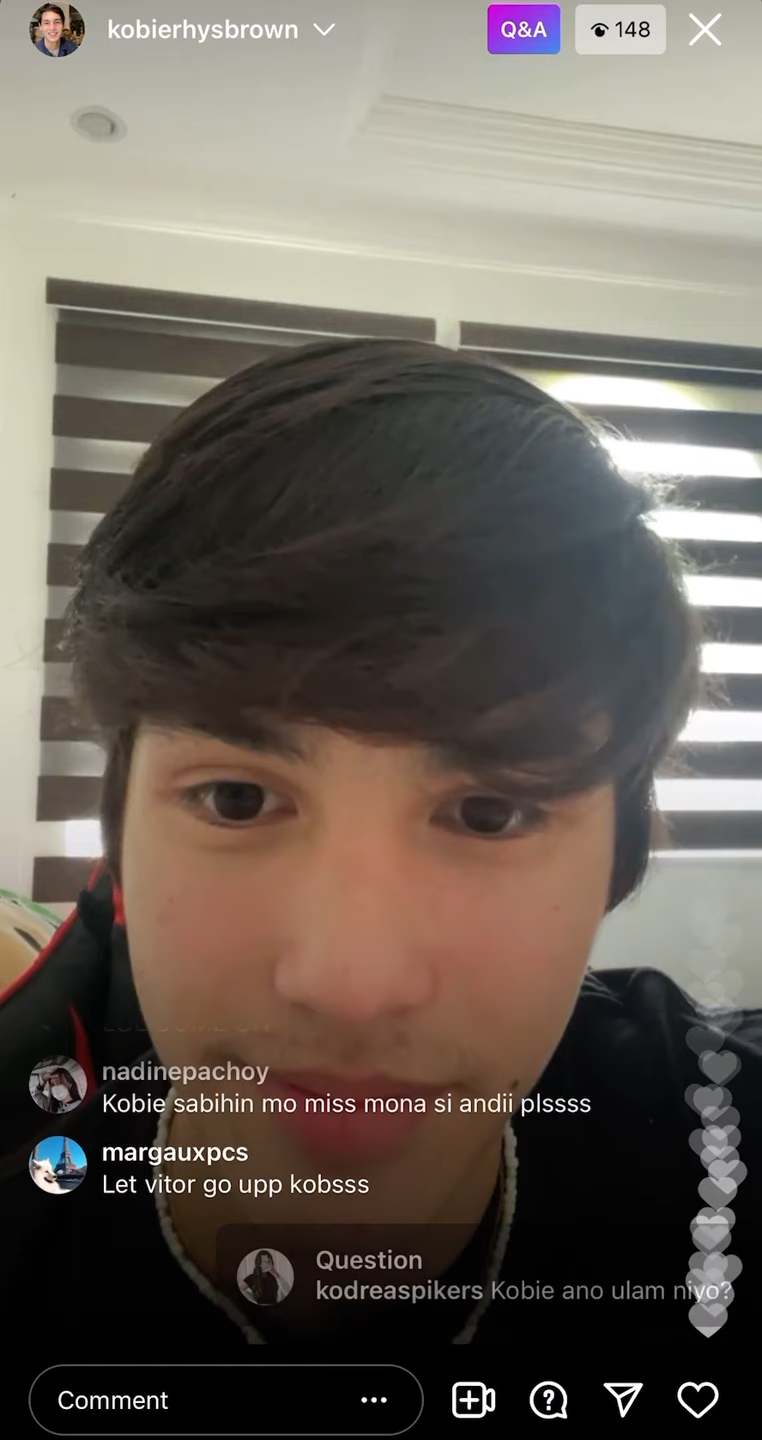 kobierhysbrown
Q&A
148
nadinepachoy
Kobie sabihin mo miss mona si andii plssss
margauxpcs
Let vitor go upp kobsss
Question
kodreaspikers Kobie ano ulam niyo?
Comment